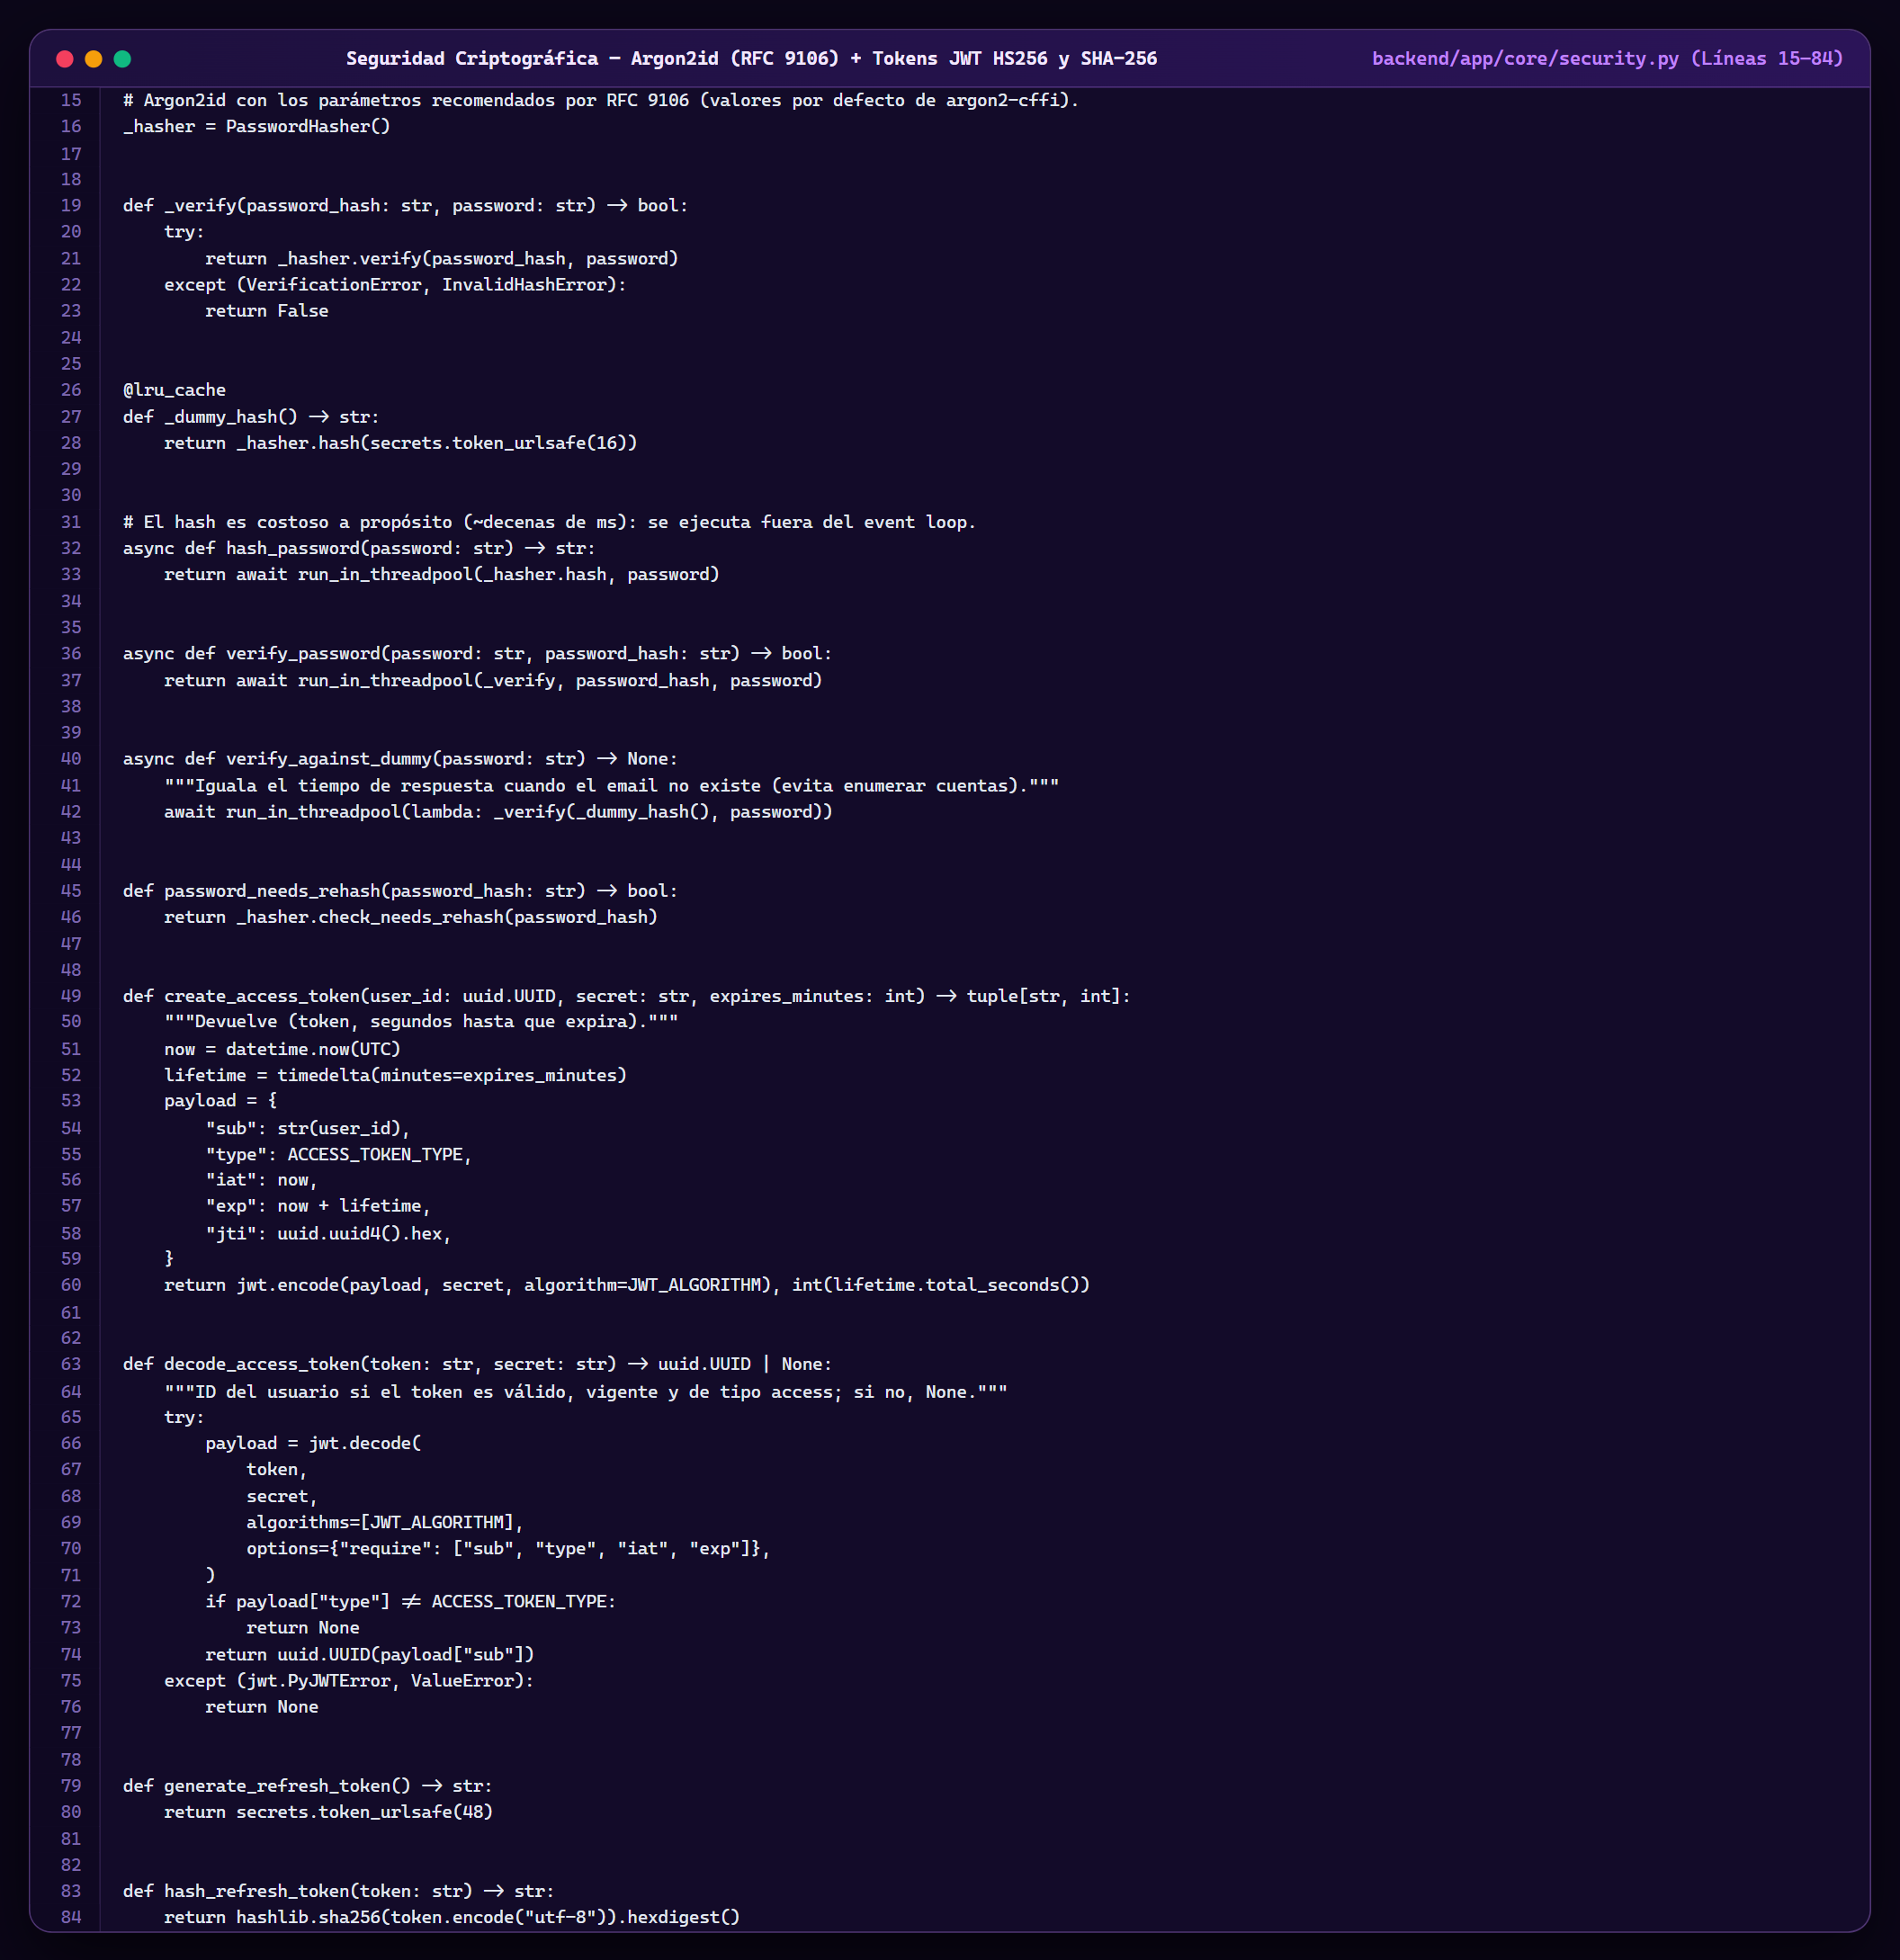 Seguridad Criptográfica — Argon2id (RFC 9106) + Tokens JWT HS256 y SHA-256
backend/app/core/security.py (Líneas 15-84)
15 # Argon2id con los parámetros recomendados por RFC 9106 (valores por defecto de argon2-cffi).
16 _hasher = PasswordHasher()
17
18
19 def _verify(password_hash: str, password: str) -> bool:
20     try:
21         return _hasher.verify(password_hash, password)
22     except (VerificationError, InvalidHashError):
23         return False
24
25
26 @lru_cache
27 def _dummy_hash() -> str:
28     return _hasher.hash(secrets.token_urlsafe(16))
29
30
31 # El hash es costoso a propósito (~decenas de ms): se ejecuta fuera del event loop.
32 async def hash_password(password: str) -> str:
33     return await run_in_threadpool(_hasher.hash, password)
34
35
36 async def verify_password(password: str, password_hash: str) -> bool:
37     return await run_in_threadpool(_verify, password_hash, password)
38
39
40 async def verify_against_dummy(password: str) -> None:
41     """Iguala el tiempo de respuesta cuando el email no existe (evita enumerar cuentas)."""
42     await run_in_threadpool(lambda: _verify(_dummy_hash(), password))
43
44
45 def password_needs_rehash(password_hash: str) -> bool:
46     return _hasher.check_needs_rehash(password_hash)
47
48
49 def create_access_token(user_id: uuid.UUID, secret: str, expires_minutes: int) -> tuple[str, int]:
50     """Devuelve (token, segundos hasta que expira)."""
51     now = datetime.now(UTC)
52     lifetime = timedelta(minutes=expires_minutes)
53     payload = {
54         "sub": str(user_id),
55         "type": ACCESS_TOKEN_TYPE,
56         "iat": now,
57         "exp": now + lifetime,
58         "jti": uuid.uuid4().hex,
59     }
60     return jwt.encode(payload, secret, algorithm=JWT_ALGORITHM), int(lifetime.total_seconds())
61
62
63 def decode_access_token(token: str, secret: str) -> uuid.UUID | None:
64     """ID del usuario si el token es válido, vigente y de tipo access; si no, None."""
65     try:
66         payload = jwt.decode(
67             token,
68             secret,
69             algorithms=[JWT_ALGORITHM],
70             options={"require": ["sub", "type", "iat", "exp"]},
71         )
72         if payload["type"] != ACCESS_TOKEN_TYPE:
73             return None
74         return uuid.UUID(payload["sub"])
75     except (jwt.PyJWTError, ValueError):
76         return None
77
78
79 def generate_refresh_token() -> str:
80     return secrets.token_urlsafe(48)
81
82
83 def hash_refresh_token(token: str) -> str:
84     return hashlib.sha256(token.encode("utf-8")).hexdigest()